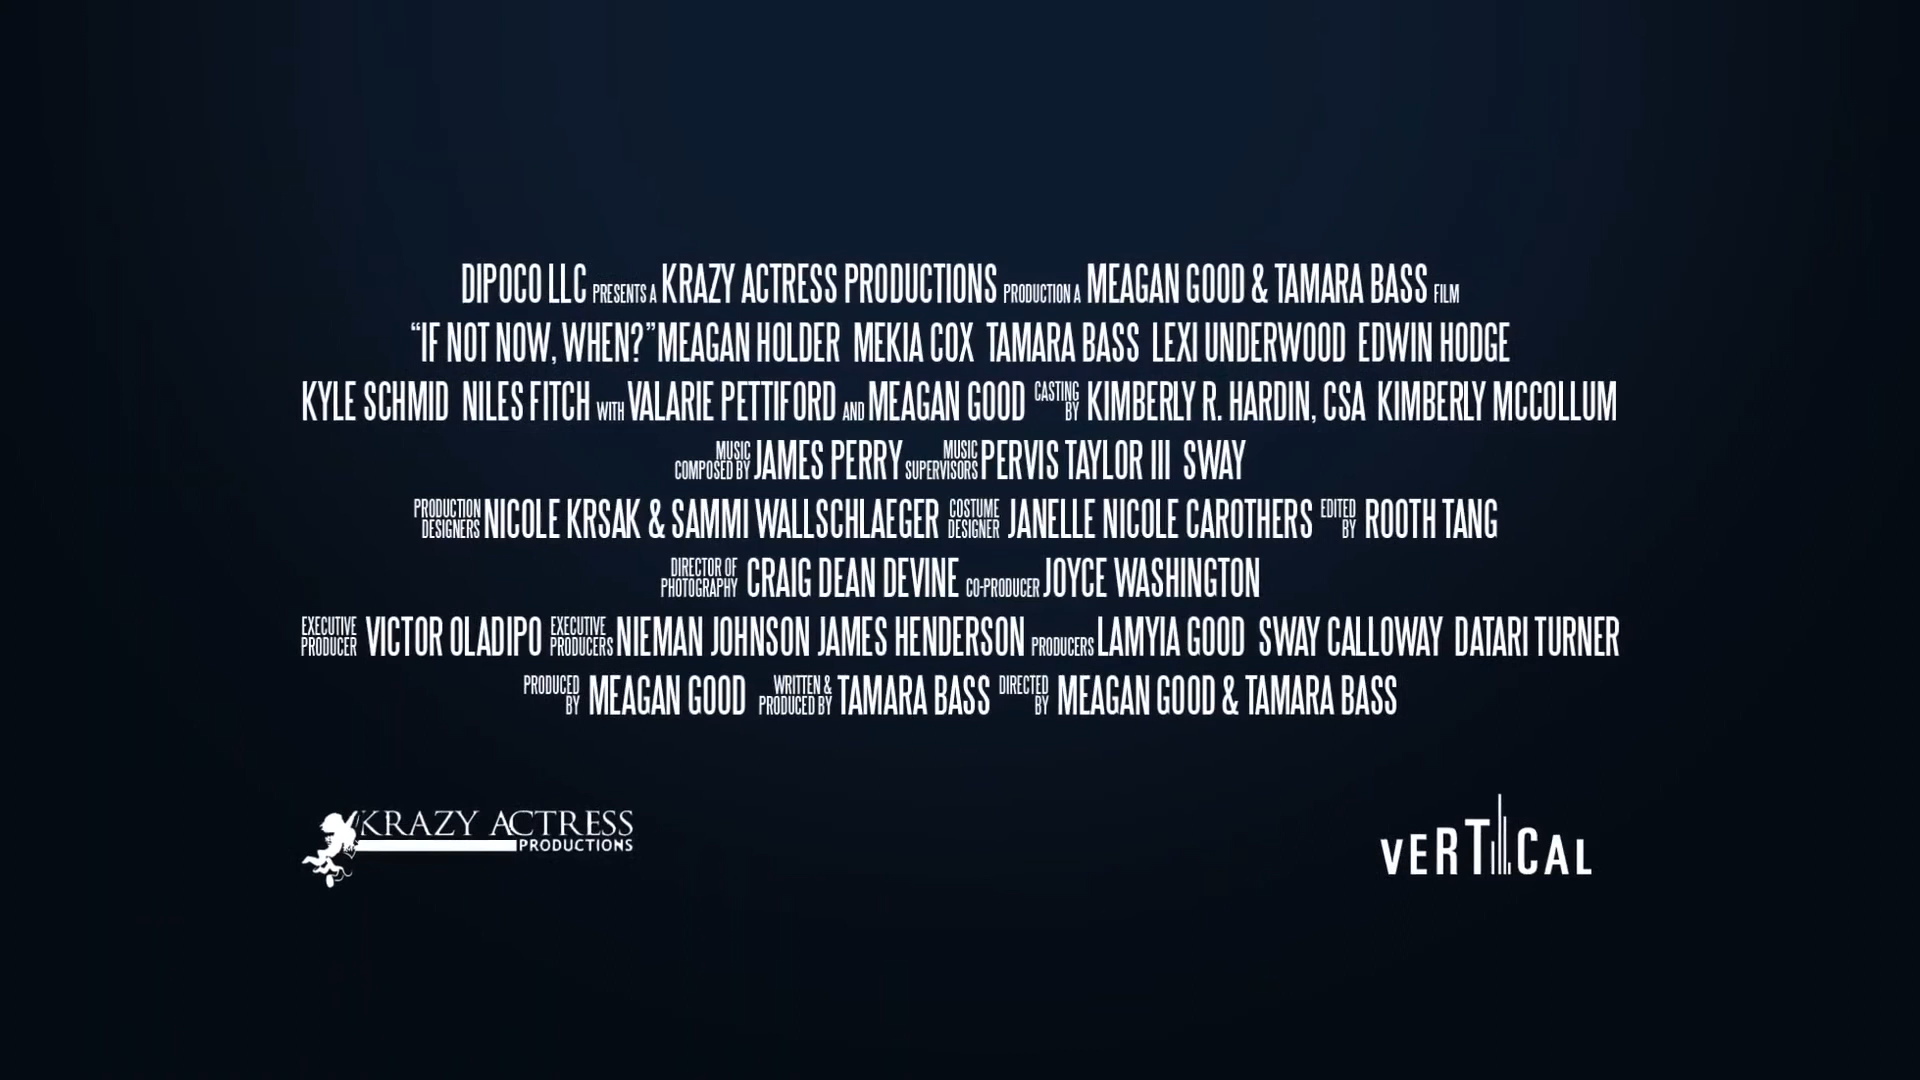 DIPOCO LLC PRESENTS A KRAZY ACTRESS PRODUCTIONS PRODUCTION A MEAGAN GOOD & TAMARA BASS FILM
“IF NOT NOW, WHEN?” MEAGAN HOLDER MEKIA COX TAMARA BASS LEXI UNDERWOOD EDWIN HODGE
KYLE SCHMID NILES FITCH WITH VALARIE PETTIFORD AND MEAGAN GOOD CASTING BY KIMBERLY R. HARDIN, CSA KIMBERLY MCCOLLUM
MUSIC COMPOSED BY JAMES PERRY MUSIC SUPERVISORS PERVIS TAYLOR III SWAY
PRODUCTION DESIGNERS NICOLE KRSAK & SAMMI WALLSCHLAEGER COSTUME DESIGNER JANELLE NICOLE CAROTHERS EDITED BY ROOTH TANG
DIRECTOR OF PHOTOGRAPHY CRAIG DEAN DEVINE CO-PRODUCER JOYCE WASHINGTON
EXECUTIVE PRODUCER VICTOR OLADIPO EXECUTIVE PRODUCERS NIEMAN JOHNSON JAMES HENDERSON PRODUCERS LAMYIA GOOD SWAY CALLOWAY DATARI TURNER
PRODUCED BY MEAGAN GOOD WRITTEN & PRODUCED BY TAMARA BASS DIRECTED BY MEAGAN GOOD & TAMARA BASS
KRAZY ACTRESS
PRODUCTIONS
VERTICAL